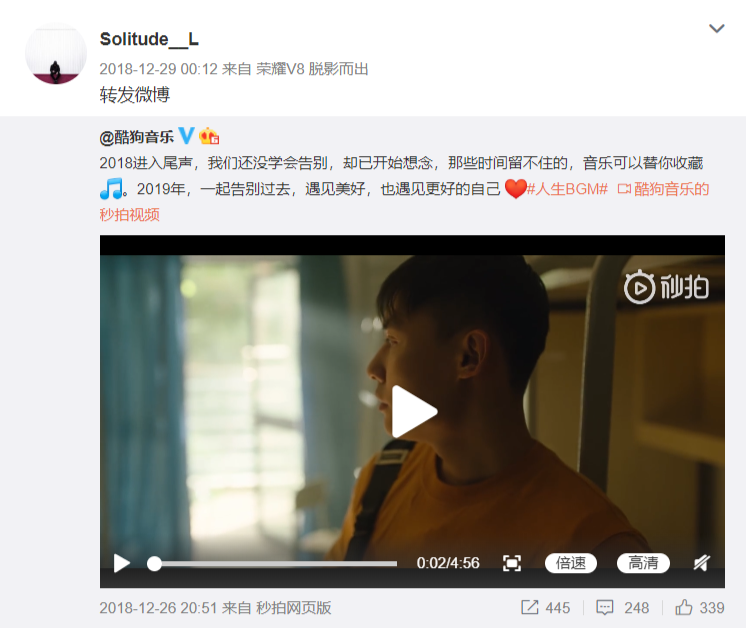 Solitude__L
2018-12-29 00:12 来自 荣耀V8 脱影而出
转发微博
@酷狗音乐
2018进入尾声，我们还没学会告别，却已开始想念，那些时间留不住的，音乐可以替你收藏
🎵。2019年，一起告别过去，遇见美好，也遇见更好的自己 ❤#人生BGM# 酷狗音乐的
秒拍视频
秒拍
0:02/4:56 倍速 高清
2018-12-26 20:51 来自 秒拍网页版 445 248 339